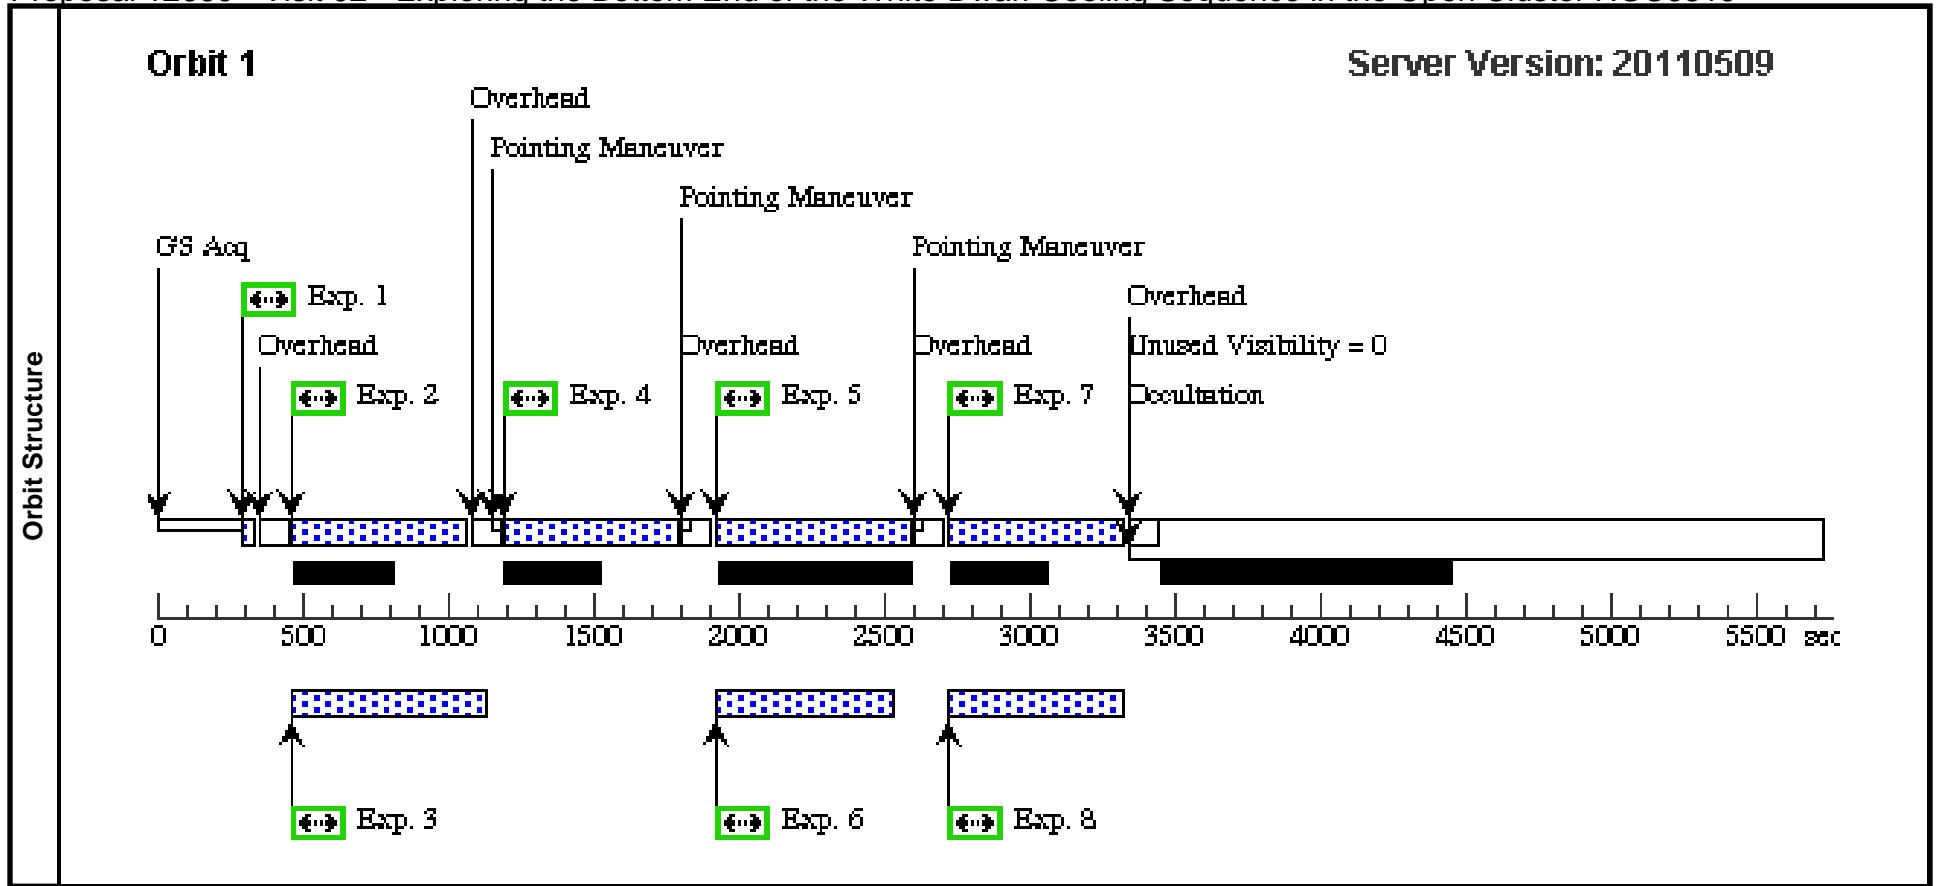 Orbit 1
Server Version: 20110509
Overhead
Pointing Maneuver
Pointing Maneuver
GS Acq
Pointing Maneuver
Exp. 1
Overhead
Overhead
Overhead
Overhead
Unused Visibility = 0
Exp. 2
Exp. 4
Exp. 5
Exp. 7
Occultation
Orbit Structure
0 500 1000 1500 2000 2500 3000 3500 4000 4500 5000 5500 sec
Exp. 3
Exp. 6
Exp. 8